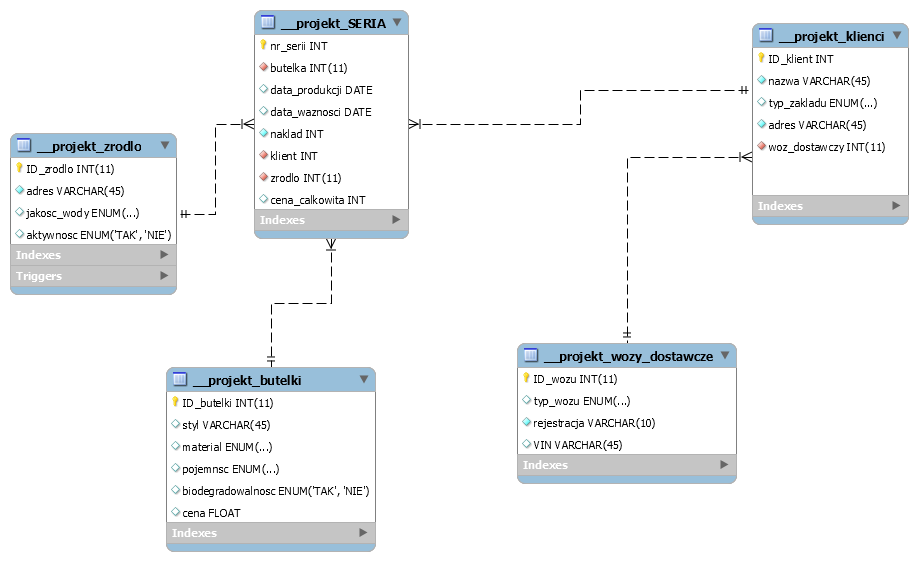 __projekt_SERIA
nr_serii INT
butelka INT(11)
data_produkcji DATE
data_waznosci DATE
naklad INT
klient INT
zrodlo INT(11)
cena_calkowita INT
Indexes
__projekt_klienci
ID_klient INT
nazwa VARCHAR(45)
typ_zakladu ENUM(...)
adres VARCHAR(45)
woz_dostawczy INT(11)
Indexes
__projekt_zrodlo
ID_zrodlo INT(11)
adres VARCHAR(45)
jakosc_wody ENUM(...)
aktywnosc ENUM('TAK', 'NIE')
Indexes
Triggers
__projekt_butelki
ID_butelki INT(11)
styl VARCHAR(45)
material ENUM(...)
pojemnsc ENUM(...)
biodegradowalnosc ENUM('TAK', 'NIE')
cena FLOAT
Indexes
__projekt_wozy_dostawcze
ID_wozu INT(11)
typ_wozu ENUM(...)
rejestracja VARCHAR(10)
VIN VARCHAR(45)
Indexes